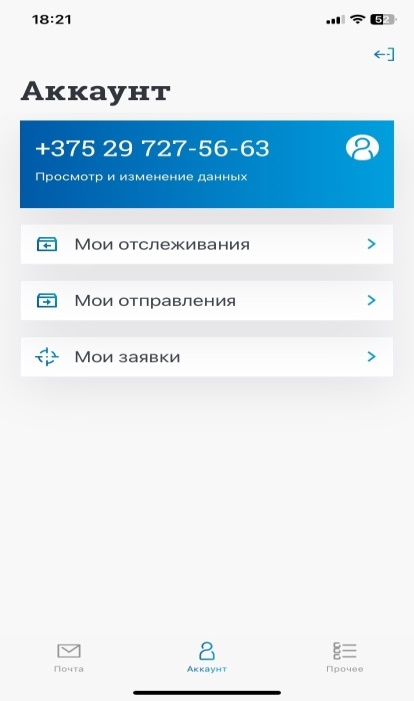 18:21
52
Аккаунт
+375 29 727-56-63
Просмотр и изменение данных
Мои отслеживания
Мои отправления
Мои заявки
Почта
Аккаунт
Прочее